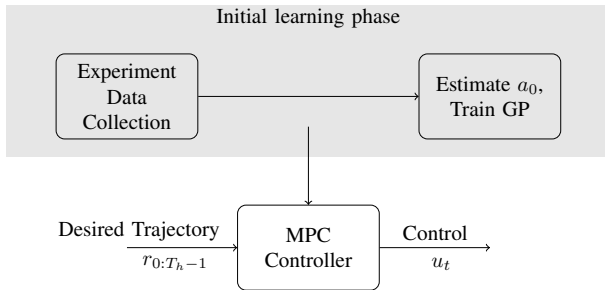 Initial learning phase
Experiment
Data
Collection
Estimate $a_0$,
Train GP
Desired Trajectory
$r_{0:T_h-1}$
MPC
Controller
Control
$u_t$